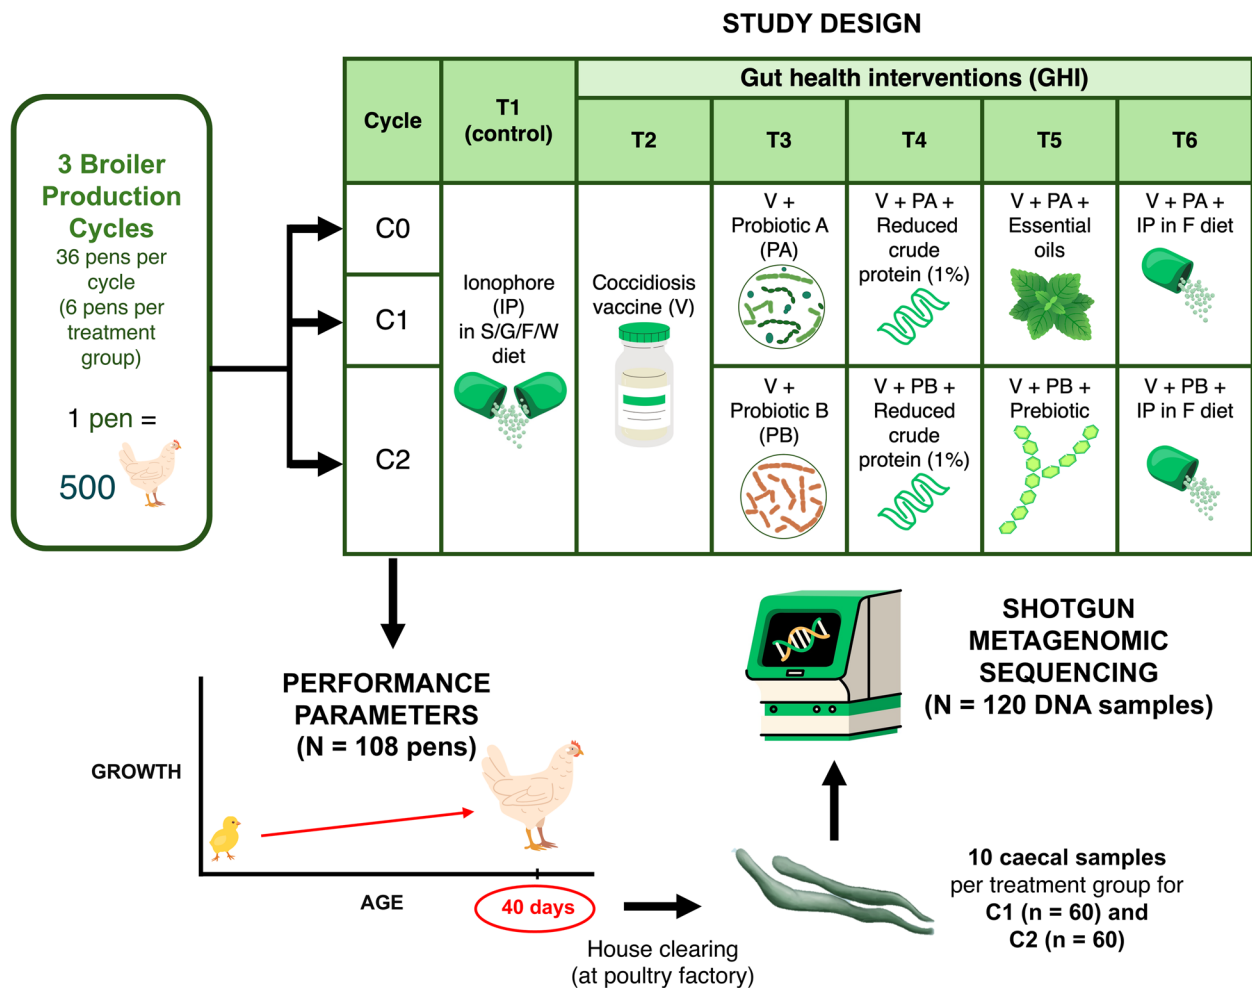 STUDY DESIGN
3 Broiler
Production
Cycles
36 pens per
cycle
(6 pens per
treatment
group)
1 pen =
500
Cycle
T1
(control)
Gut health interventions (GHI)
T2
T3
T4
T5
T6
C0
C1
C2
Ionophore
(IP)
in S/G/F/W
diet
Coccidiosis
vaccine (V)
V +
Probiotic A
(PA)
V + PA +
Reduced
crude
protein (1%)
V + PA +
Essential
oils
V + PA +
IP in F diet
V +
Probiotic B
(PB)
V + PB +
Reduced
crude
protein (1%)
V + PB +
Prebiotic
V + PB +
IP in F diet
PERFORMANCE
PARAMETERS
(N = 108 pens)
GROWTH
AGE
40 days
House clearing
(at poultry factory)
10 caecal samples
per treatment group for
C1 (n = 60) and
C2 (n = 60)
SHOTGUN
METAGENOMIC
SEQUENCING
(N = 120 DNA samples)